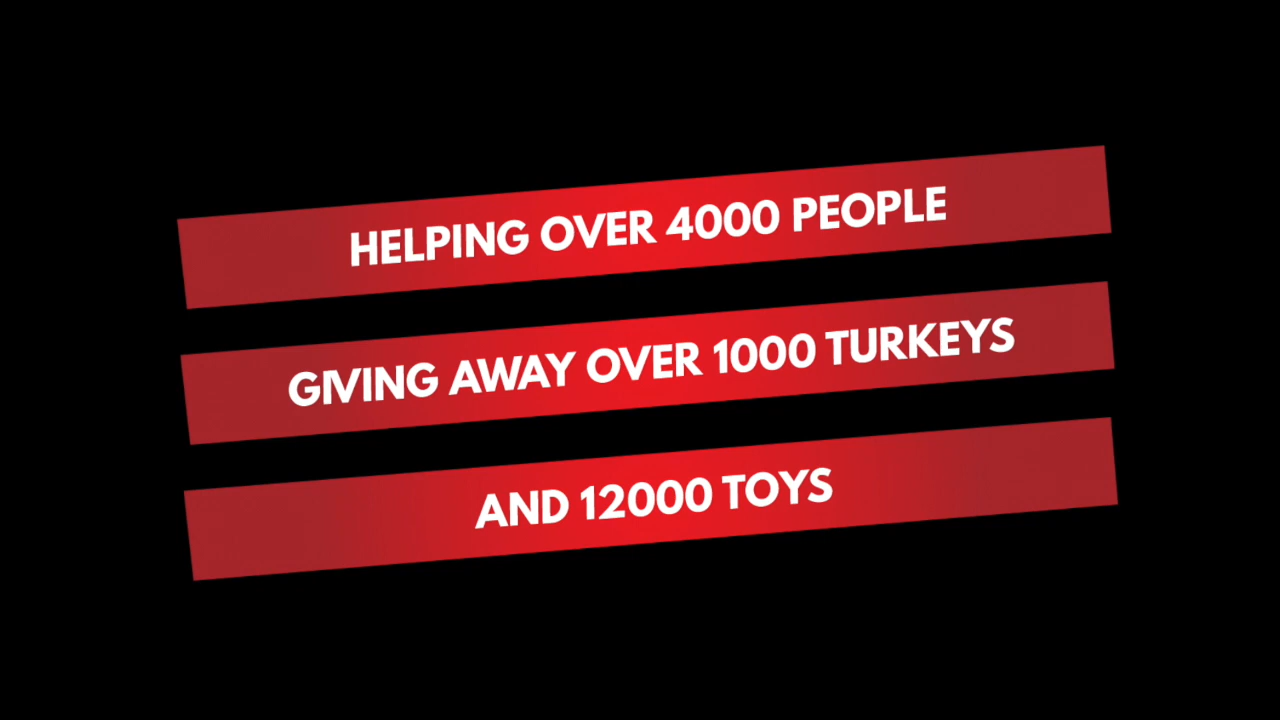 HELPING OVER 4000 PEOPLE
GIVING AWAY OVER 1000 TURKEYS
AND 12000 TOYS